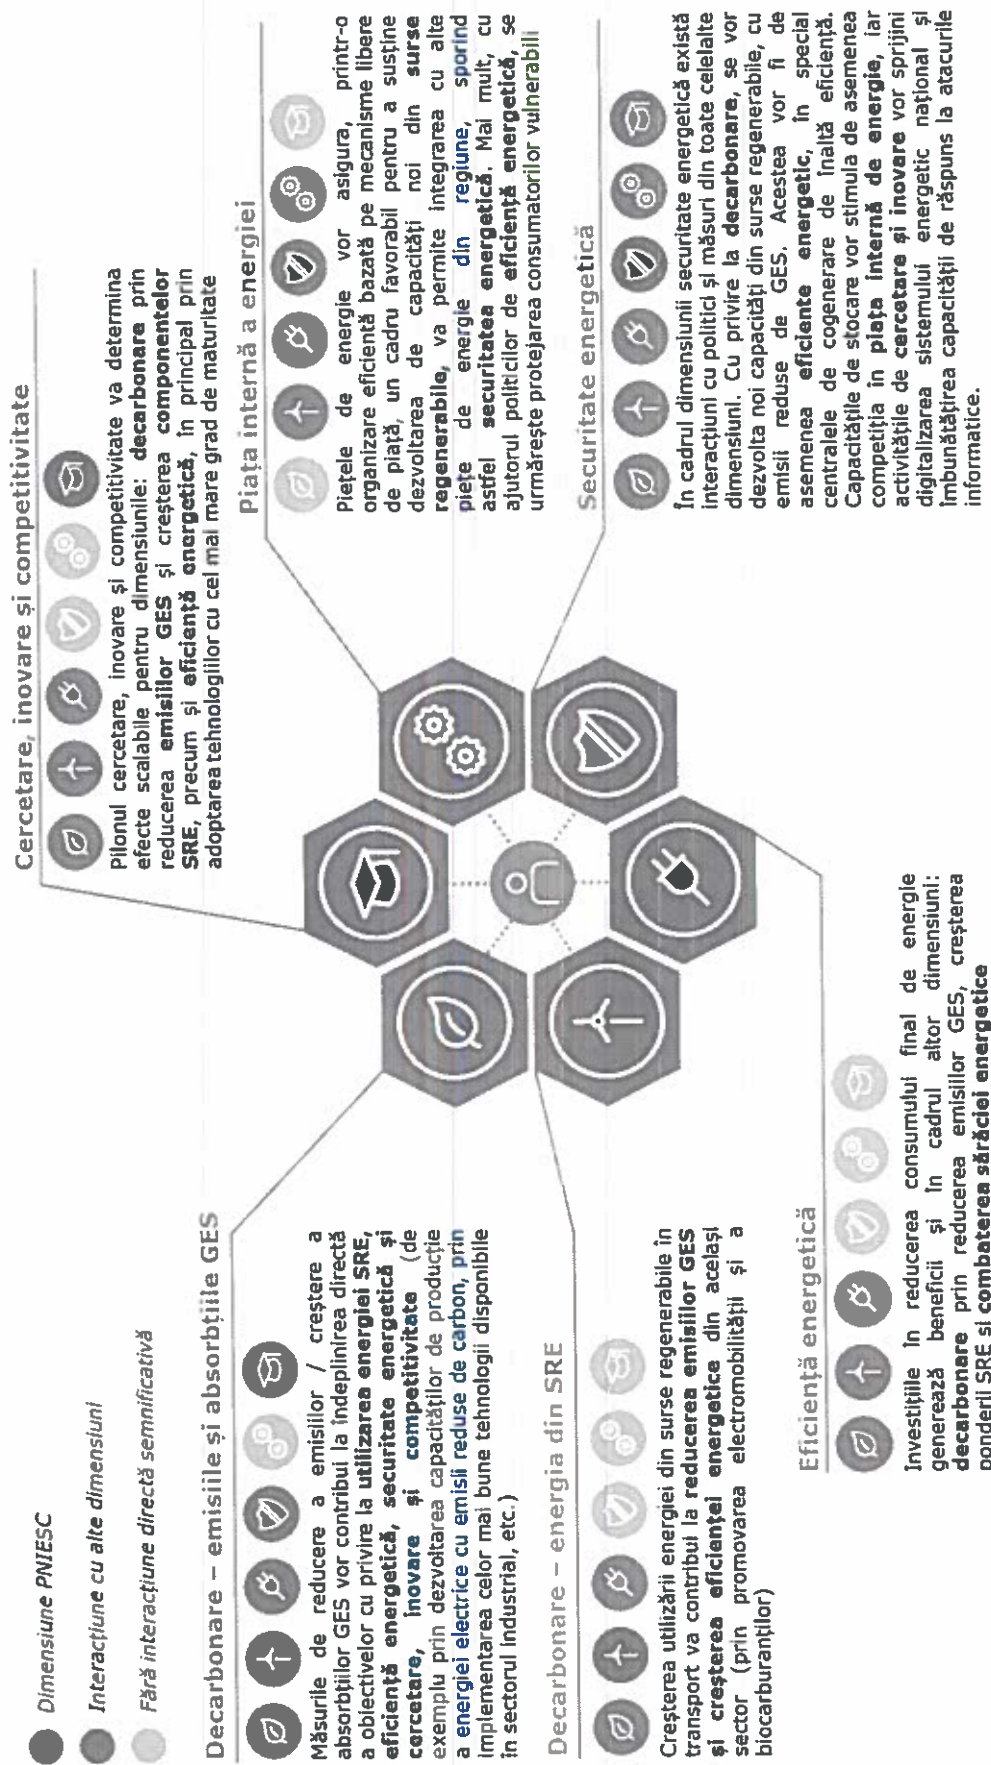 Dimensiune PNIESC
Interacțiune cu alte dimensiuni
Fără interacțiune directă semnificativă
Decarbonare – emisiile și absorbțiile GES
Măsurile de reducere a emisiilor / creștere a
absorbțiilor GES vor contribui la îndeplinirea directă
a obiectivelor cu privire la utilizarea energiei SRE,
eficiență energetică, securitate energetică și
cercetare, inovare și competitivitate (de
exemplu prin dezvoltarea capacităților de producție
a energiei electrice cu emisii reduse de carbon, prin
implementarea celor mai bune tehnologii disponibile
în sectorul industrial, etc.)
Decarbonare – energia din SRE
Creșterea utilizării energiei din surse regenerabile în
transport va contribui la reducerea emisiilor GES
și creșterea eficienței energetice din același
sector (prin promovarea electromobilității și a
biocarburanților)
Eficiență energetică
Investițiile în reducerea consumului final de energie
generează beneficii și în cadrul altor dimensiuni:
decarbonare prin reducerea emisiilor GES, creșterea
ponderii SRE si combaterea sărăciei energetice
Cercetare, inovare și competitivitate
Pilonul cercetare, inovare și competitivitate va determina
efecte scalabile pentru dimensiunile: decarbonare prin
reducerea emisiilor GES și creșterea componentelor
SRE, precum și eficiență energetică, în principal prin
adoptarea tehnologiilor cu cel mai mare grad de maturitate
Piața internă a energiei
Piețele de energie vor asigura, printr-o
organizare eficientă bazată pe mecanisme libere
de piață, un cadru favorabil pentru a susține
dezvoltarea de capacități noi din surse
regenerabile, va permite integrarea cu alte
piețe de energie din regiune, sporind
astfel securitatea energetică. Mai mult, cu
ajutorul politicilor de eficiență energetică, se
urmărește protejarea consumatorilor vulnerabili
Securitate energetică
În cadrul dimensiunii securitate energetică există
interacțiuni cu politici și măsuri din toate celelalte
dimensiuni. Cu privire la decarbonare, se vor
dezvolta noi capacități din surse regenerabile, cu
emisii reduse de GES. Acestea vor fi de
asemenea eficiente energetic, în special
centralele de cogenerare de înaltă eficiență.
Capacitățile de stocare vor stimula de asemenea
competiția în piața internă de energie, iar
activitățile de cercetare și inovare vor sprijini
digitalizarea sistemului energetic național și
îmbunătățirea capacității de răspuns la atacurile
informatice.